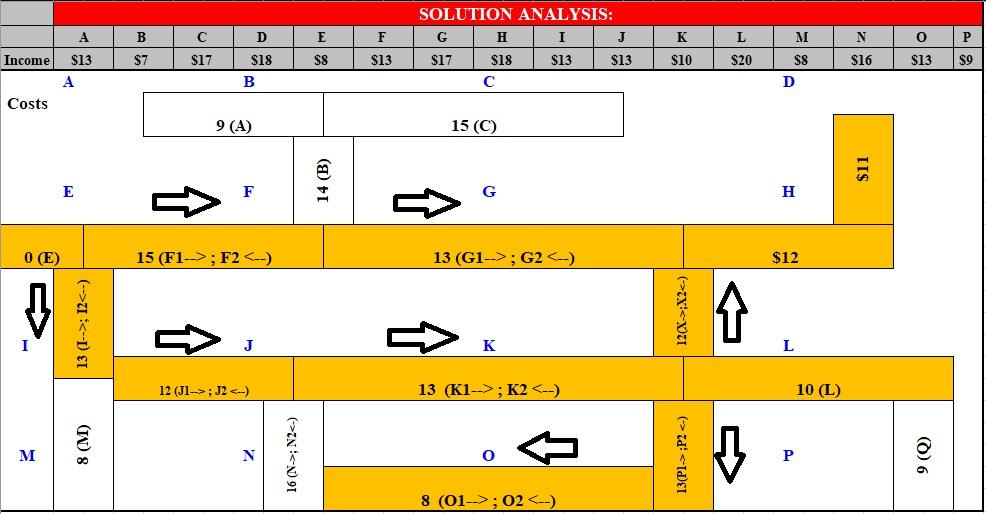 SOLUTION ANALYSIS:
A B C D E F G H I J K L M N O P
Income $13 $7 $17 $18 $8 $13 $17 $18 $13 $13 $10 $20 $8 $16 $13 $9
A B C D
Costs
9 (A) 15 (C)
14 (B)
$11
E F G H
0 (E) 15 (F1--> ; F2 <--) 13 (G1--> ; G2 <--) $12
13 (I-->; I2<--)
12(X->;X2<-)
I J K L
12 (J1--> ; J2 <--) 13 (K1--> ; K2 <--) 10 (L)
8 (M)
16 (N->; N2<-)
13(P1-> ;P2 <-)
9 (Q)
M N O P
8 (O1--> ; O2 <--)